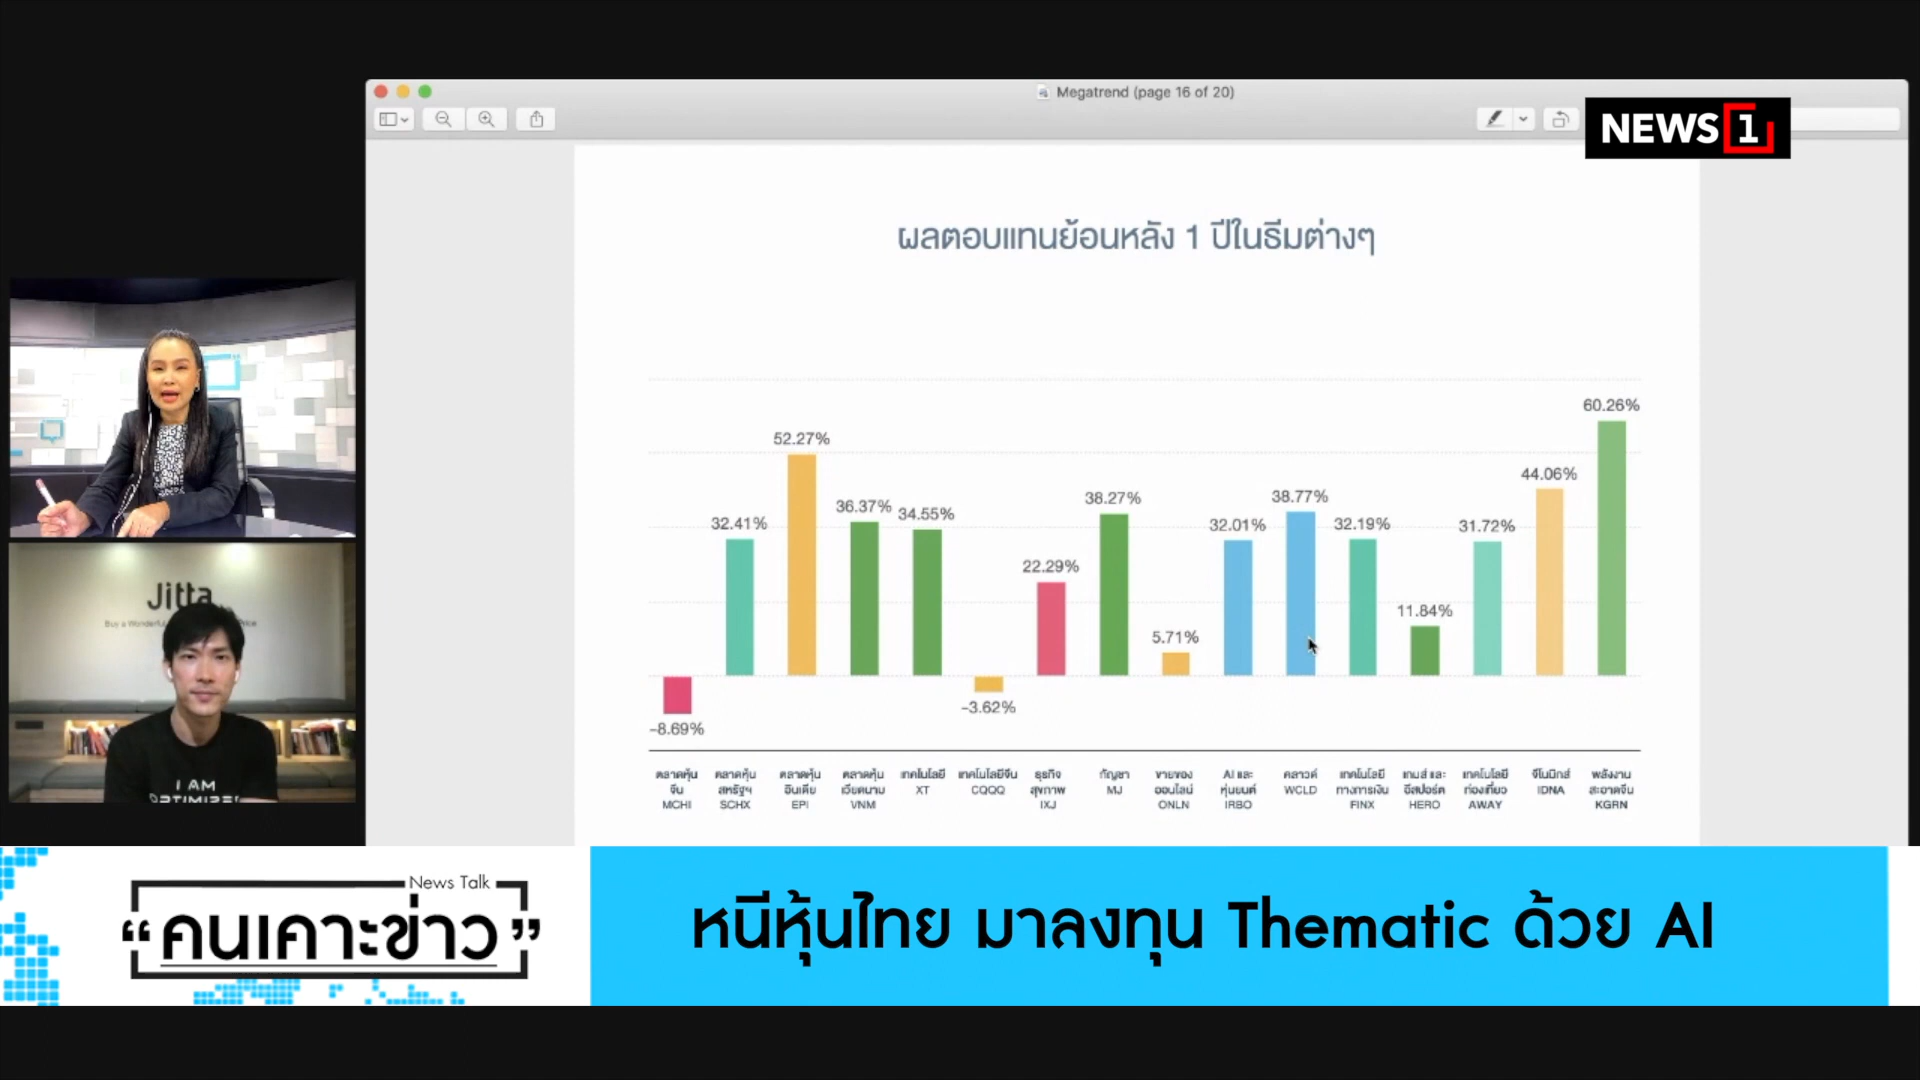 Megatrend (page 16 of 20)
NEWS 1
ผลตอบแทนย้อนหลัง 1 ปีในธีมต่างๆ
-8.69%
32.41%
52.27%
36.37%
34.55%
-3.62%
22.29%
38.27%
5.71%
32.01%
38.77%
32.19%
11.84%
31.72%
44.06%
60.26%
ตลาดหุ้น
จีน
MCHI
ตลาดหุ้น
สหรัฐฯ
SCHX
ตลาดหุ้น
อินเดีย
EPI
ตลาดหุ้น
เวียดนาม
VNM
เทคโนโลยี
XT
เทคโนโลยีจีน
CQQQ
ธุรกิจ
สุขภาพ
IXJ
กัญชา
MJ
ขายของ
ออนไลน์
ONLN
AI และ
หุ่นยนต์
IRBO
คลาวด์
WCLD
เทคโนโลยี
ทางการเงิน
FINX
เกมส์ และ
อีสปอร์ต
HERO
เทคโนโลยี
ท่องเที่ยว
AWAY
จีโนมิกส์
IDNA
พลังงาน
สะอาดจีน
KGRN
Jitta
Buy a Wonderful
I AM
News Talk
“คนเคาะข่าว”
หนีหุ้นไทย มาลงทุน Thematic ด้วย AI